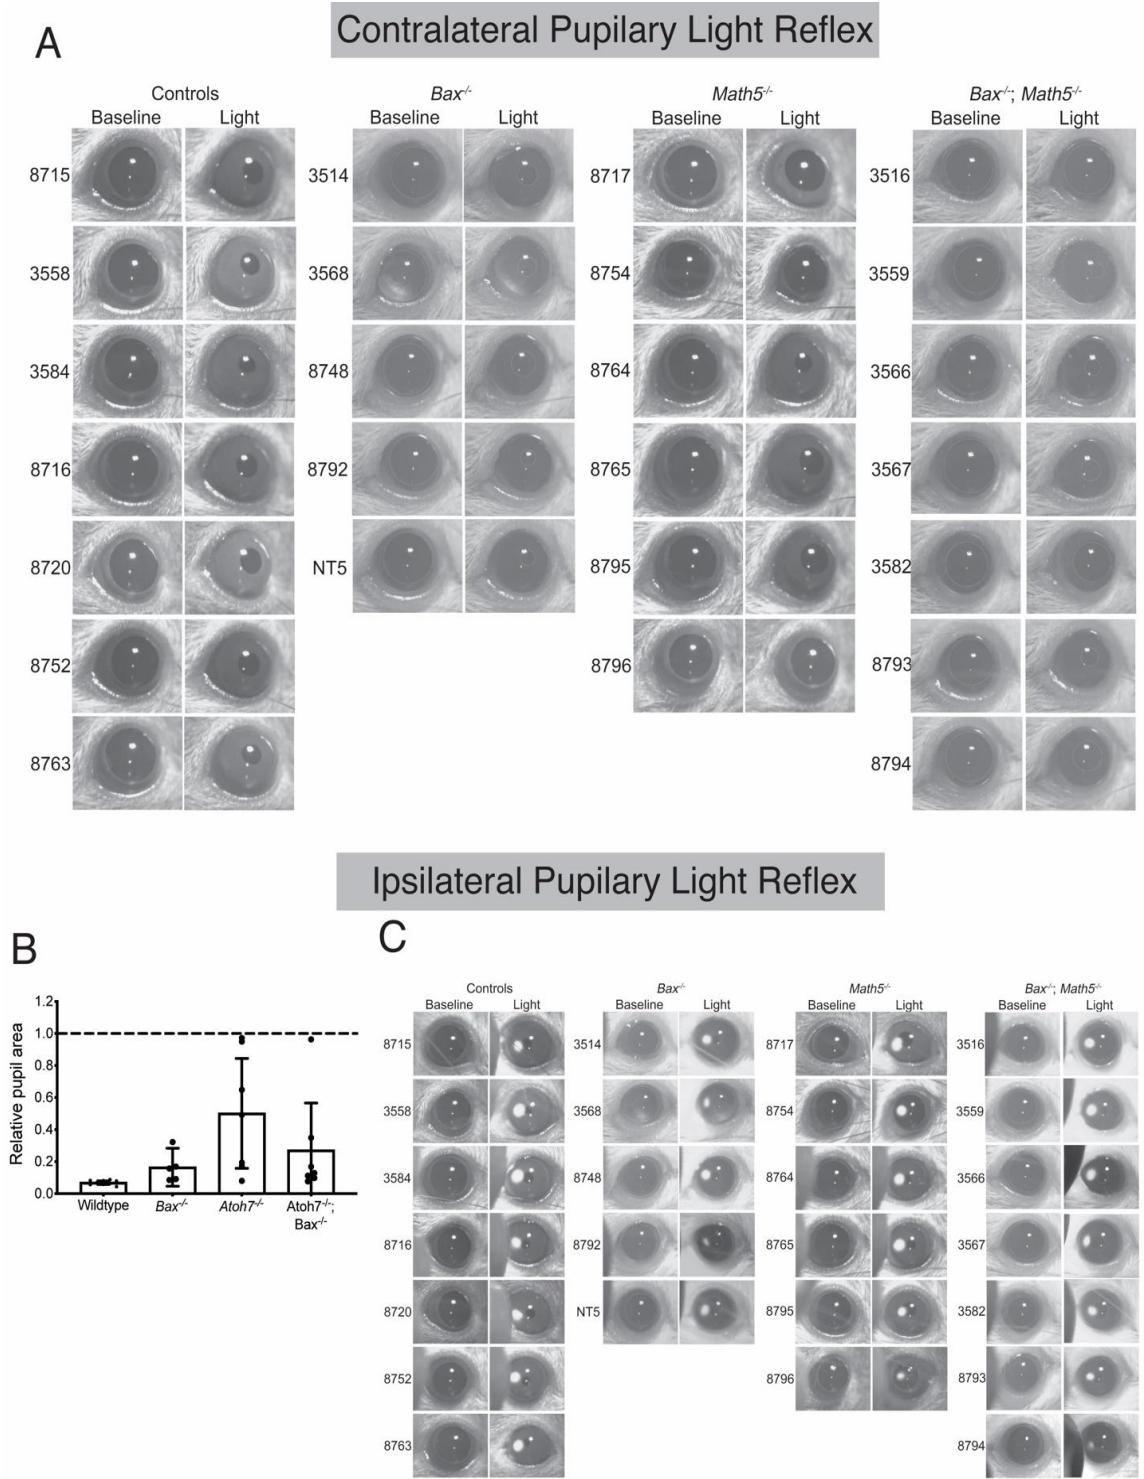 Contralateral Pupilary Light Reflex
A
Controls
Baseline Light
8715
3558
3584
8716
8720
8752
8763
Bax-/-
Baseline Light
3514
3568
8748
8792
NT5
Math5-/-
Baseline Light
8717
8754
8764
8765
8795
8796
Bax-/-; Math5-/-
Baseline Light
3516
3559
3566
3567
3582
8793
8794
Ipsilateral Pupilary Light Reflex
B
Relative pupil area
1.2
1.0
0.8
0.6
0.4
0.2
0.0
Wildtype
Bax-/-
Atoh7-/-
Atoh7-/-;
Bax-/-
C
Controls
Baseline Light
8715
3558
3584
8716
8720
8752
8763
Bax-/-
Baseline Light
3514
3568
8748
8792
NT5
Math5-/-
Baseline Light
8717
8754
8764
8765
8795
8796
Bax-/-; Math5-/-
Baseline Light
3516
3559
3566
3567
3582
8793
8794